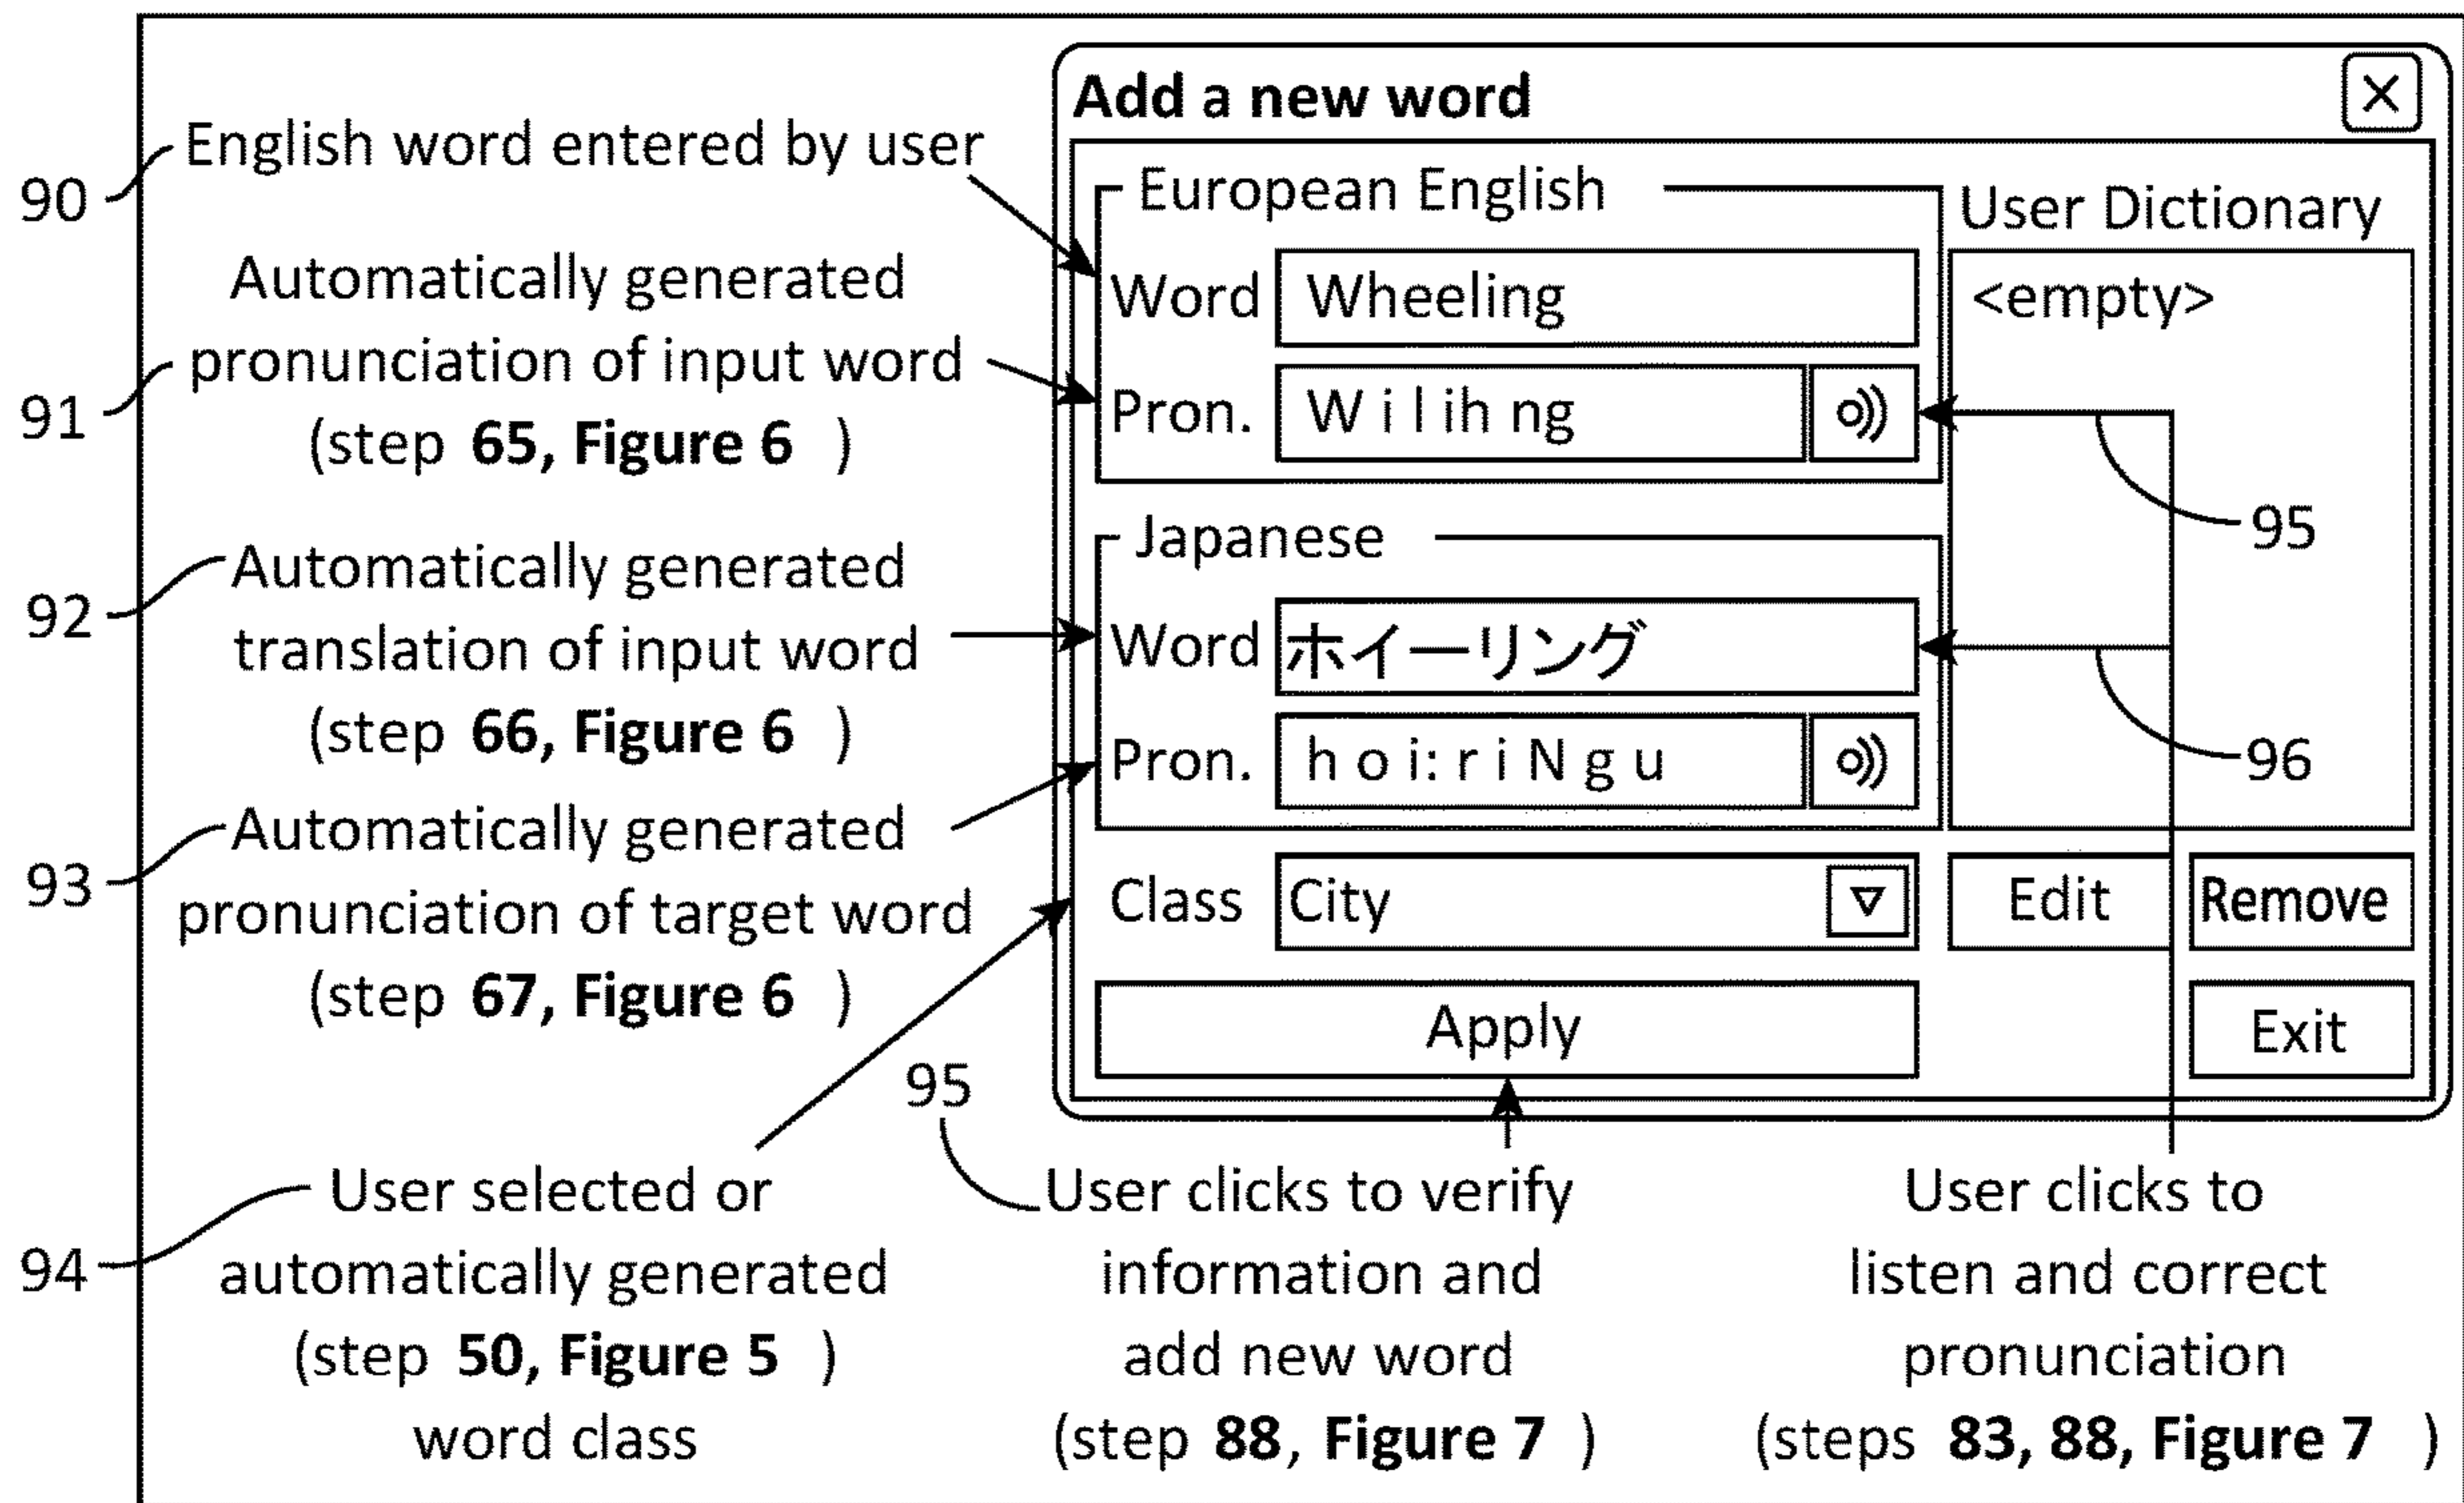 90
English word entered by user
91
Automatically generated
pronunciation of input word
(step 65, Figure 6 )
92
Automatically generated
translation of input word
(step 66, Figure 6 )
93
Automatically generated
pronunciation of target word
(step 67, Figure 6 )
94
User selected or
automatically generated
(step 50, Figure 5 )
word class
Add a new word
European English
Word Wheeling
Pron. W i l ih ng
Japanese
Word ホイーリング
Pron. h o i: r i N g u
Class City
Apply
User Dictionary
<empty>
95
96
Edit
Remove
Exit
95
User clicks to verify
information and
add new word
(step 88, Figure 7 )
User clicks to
listen and correct
pronunciation
(steps 83, 88, Figure 7 )